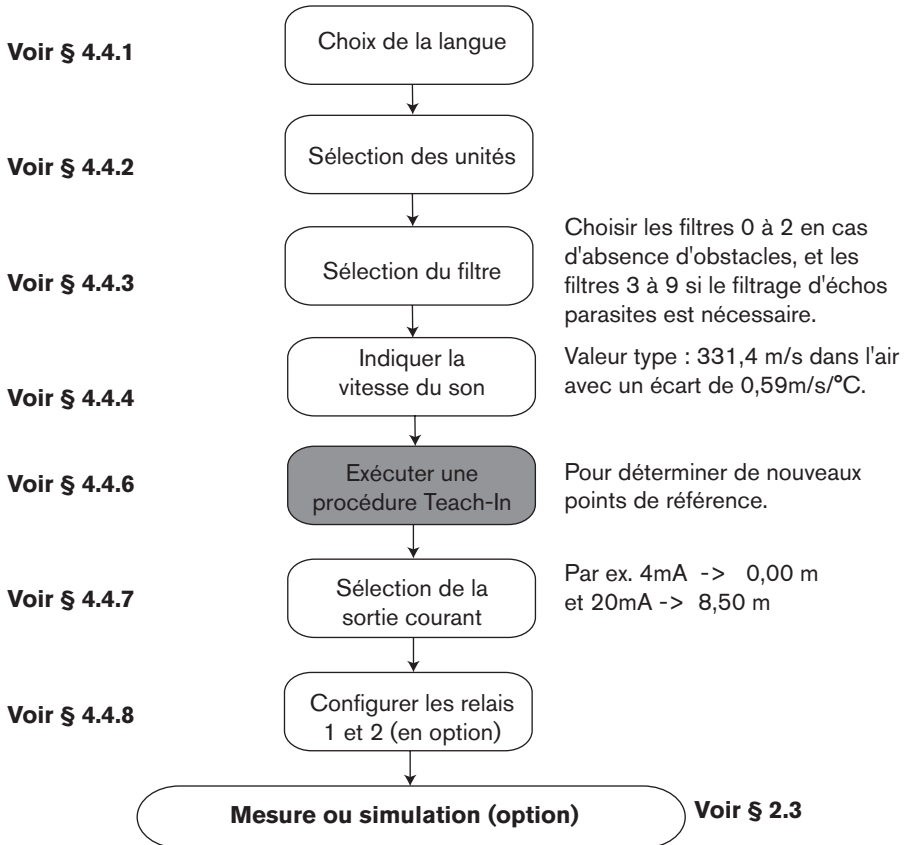 Voir § 4.4.1
Choix de la langue
Voir § 4.4.2
Sélection des unités
Voir § 4.4.3
Sélection du filtre
Choisir les filtres 0 à 2 en cas
d'absence d'obstacles, et les
filtres 3 à 9 si le filtrage d'échos
parasites est nécessaire.
Voir § 4.4.4
Indiquer la
vitesse du son
Valeur type : 331,4 m/s dans l'air
avec un écart de 0,59m/s/°C.
Voir § 4.4.6
Exécuter une
procédure Teach-In
Pour déterminer de nouveaux
points de référence.
Voir § 4.4.7
Sélection de la
sortie courant
Par ex. 4mA -> 0,00 m
et 20mA -> 8,50 m
Voir § 4.4.8
Configurer les relais
1 et 2 (en option)
Mesure ou simulation (option)
Voir § 2.3